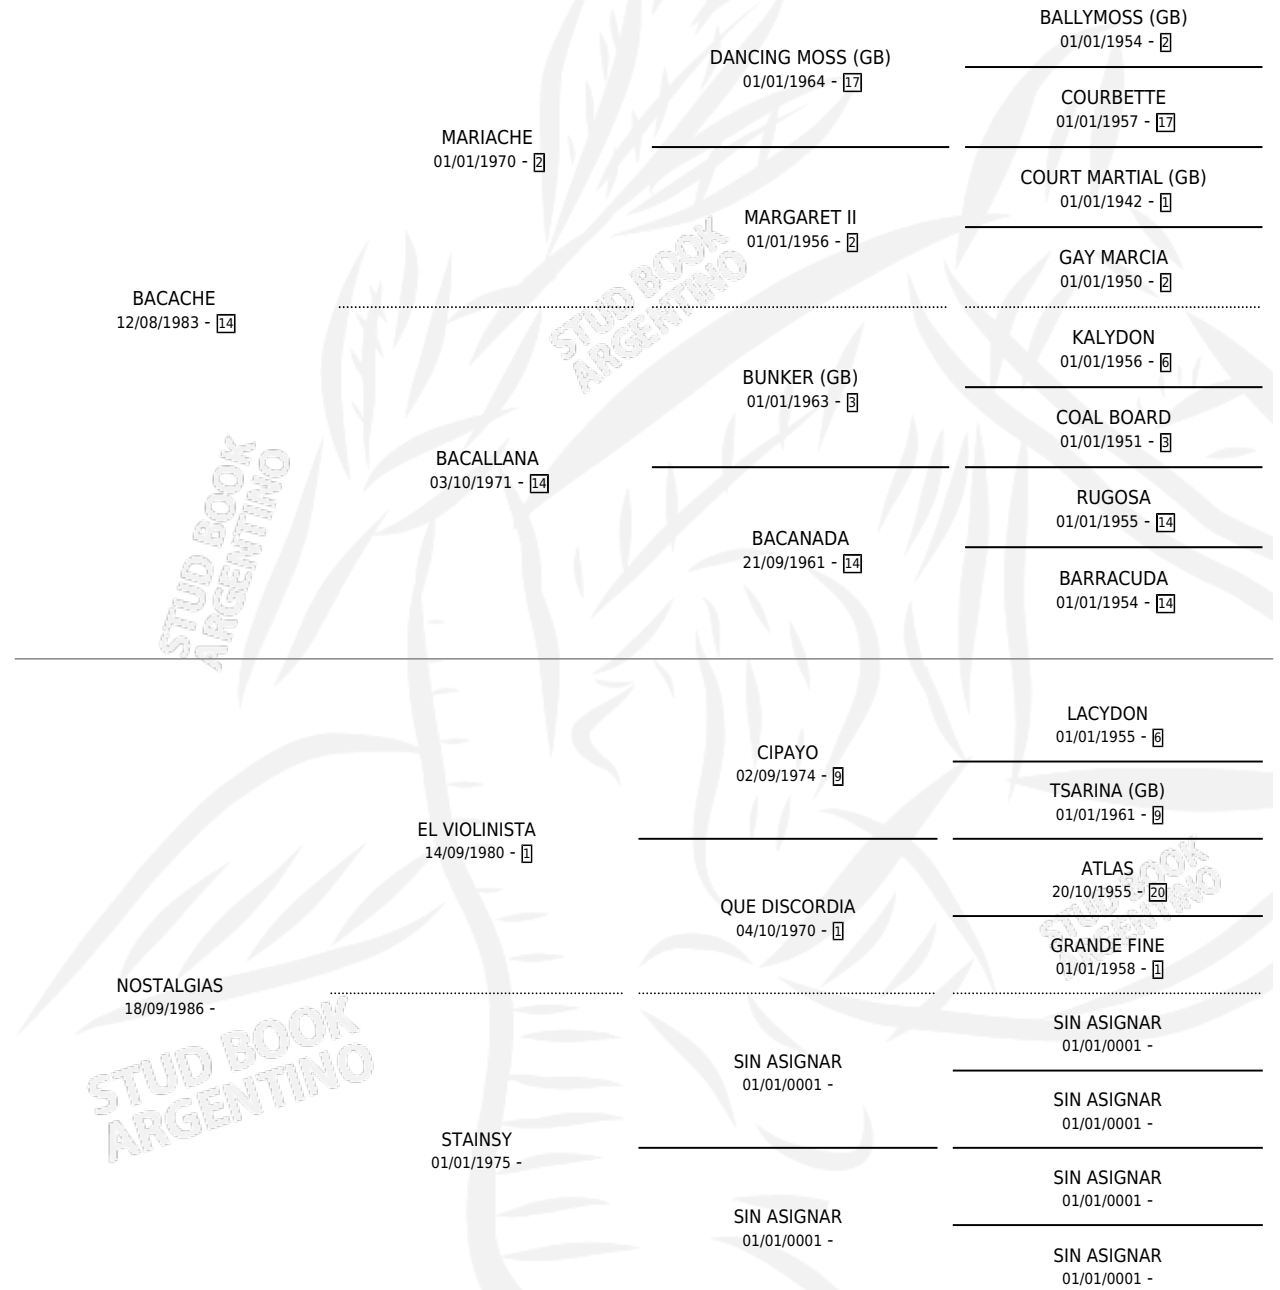 BALLYMOSS (GB)
01/01/1954 - 2
DANCING MOSS (GB)
01/01/1964 - 17
COURBETTE
01/01/1957 - 17
MARIACHE
01/01/1970 - 2
COURT MARTIAL (GB)
01/01/1942 - 1
MARGARET II
01/01/1956 - 2
GAY MARCIA
01/01/1950 - 2
BACACHE
12/08/1983 - 14
KALYDON
01/01/1956 - 6
BUNKER (GB)
01/01/1963 - 3
COAL BOARD
01/01/1951 - 3
BACALLANA
03/10/1971 - 14
RUGOSA
01/01/1955 - 14
BACANADA
21/09/1961 - 14
BARRACUDA
01/01/1954 - 14
STUD BOOK
ARGENTINO
STUD BOOK
ARGENTINO
LACYDON
01/01/1955 - 6
CIPAYO
02/09/1974 - 9
TSARINA (GB)
01/01/1961 - 9
EL VIOLINISTA
14/09/1980 - 1
ATLAS
20/10/1955 - 20
QUE DISCORDIA
04/10/1970 - 1
GRANDE FINE
01/01/1958 - 1
STUD BOOK
ARGENTINO
NOSTALGIAS
18/09/1986 -
SIN ASIGNAR
01/01/0001 -
SIN ASIGNAR
01/01/0001 -
SIN ASIGNAR
01/01/0001 -
STUD BOOK
ARGENTINO
STAINSY
01/01/1975 -
SIN ASIGNAR
01/01/0001 -
SIN ASIGNAR
01/01/0001 -
SIN ASIGNAR
01/01/0001 -